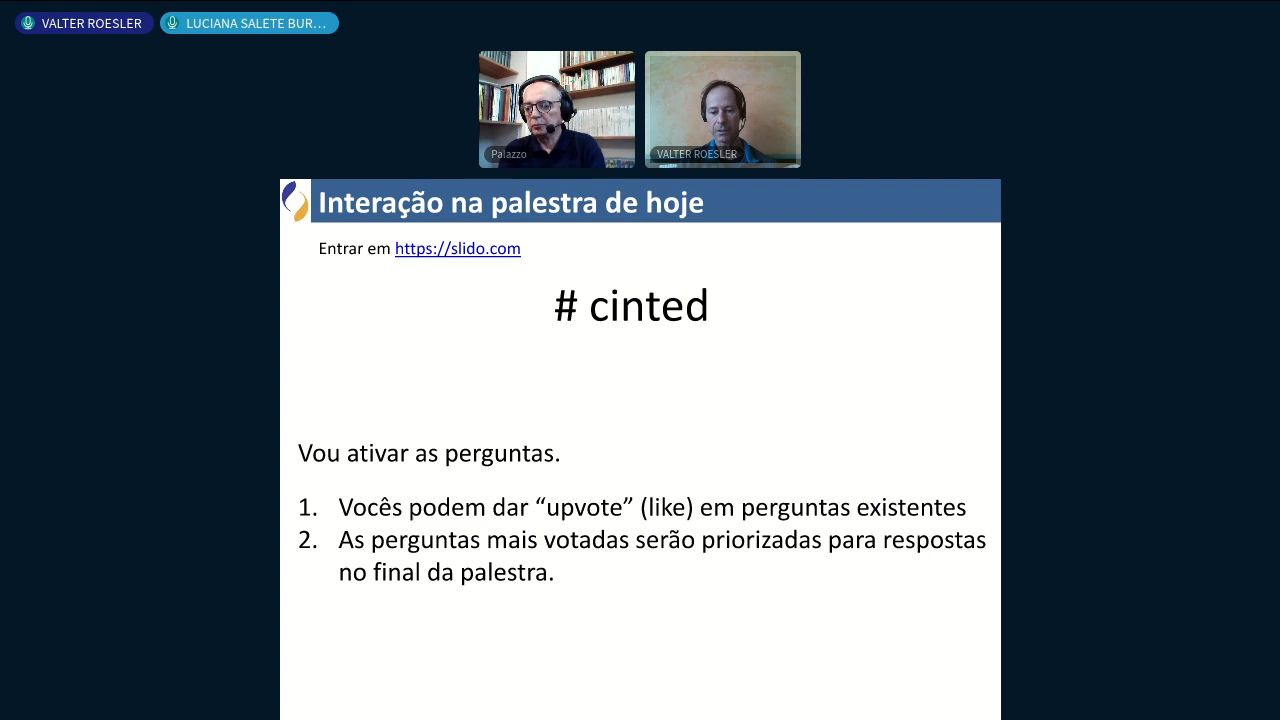 VALTER ROESLER
LUCIANA SALETE BUR...
Palazzo
VALTER ROESLER
Interação na palestra de hoje
Entrar em https://slido.com
# cinted
Vou ativar as perguntas.
1. Vocês podem dar “upvote” (like) em perguntas existentes
2. As perguntas mais votadas serão priorizadas para respostas
no final da palestra.